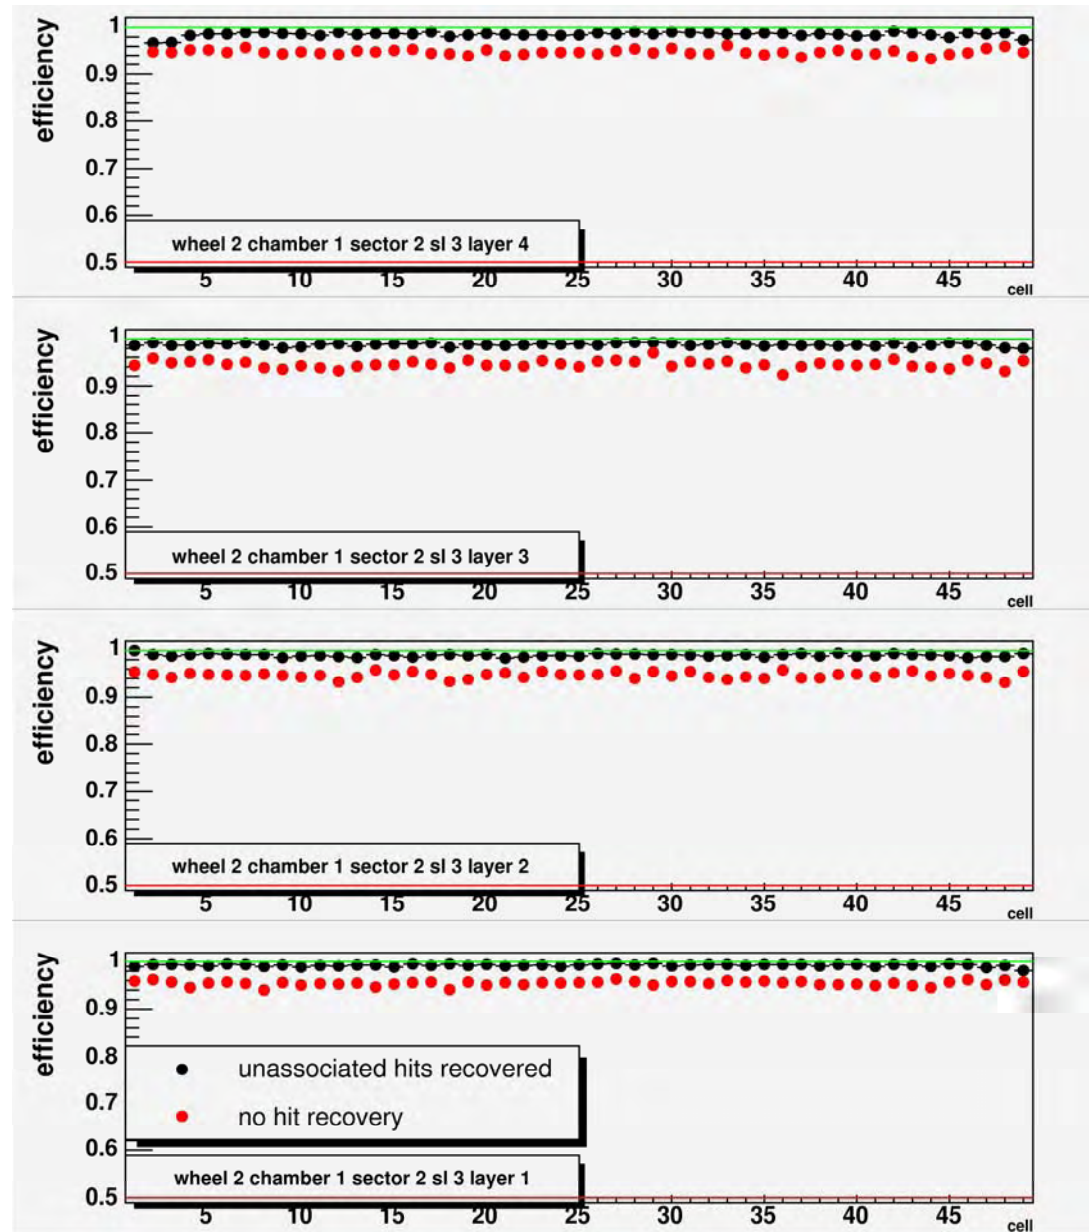 efficiency
1
0.9
0.8
0.7
0.6
0.5
wheel 2 chamber 1 sector 2 sl 3 layer 4
5 10 15 20 25 30 35 40 45
cell
efficiency
1
0.9
0.8
0.7
0.6
0.5
wheel 2 chamber 1 sector 2 sl 3 layer 3
5 10 15 20 25 30 35 40 45
cell
efficiency
1
0.9
0.8
0.7
0.6
0.5
wheel 2 chamber 1 sector 2 sl 3 layer 2
5 10 15 20 25 30 35 40 45
cell
efficiency
1
0.9
0.8
0.7
0.6
0.5
unassociated hits recovered
no hit recovery
wheel 2 chamber 1 sector 2 sl 3 layer 1
5 10 15 20 25 30 35 40 45
cell